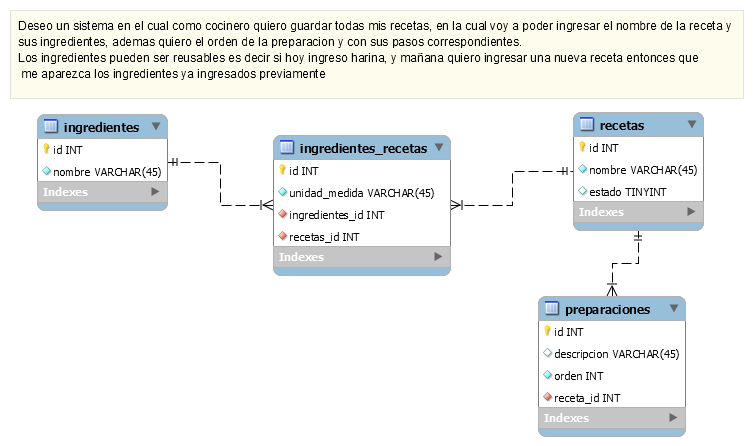 Deseo un sistema en el cual como cocinero quiero guardar todas mis recetas, en la cual voy a poder ingresar el nombre de la receta y
sus ingredientes, ademas quiero el orden de la preparacion y con sus pasos correspondientes.
Los ingredientes pueden ser reusables es decir si hoy ingreso harina, y mañana quiero ingresar una nueva receta entonces que
me aparezca los ingredientes ya ingresados previamente
ingredientes
id INT
nombre VARCHAR(45)
Indexes
ingredientes_recetas
id INT
unidad_medida VARCHAR(45)
ingredientes_id INT
recetas_id INT
Indexes
recetas
id INT
nombre VARCHAR(45)
estado TINYINT
Indexes
preparaciones
id INT
descripcion VARCHAR(45)
orden INT
receta_id INT
Indexes